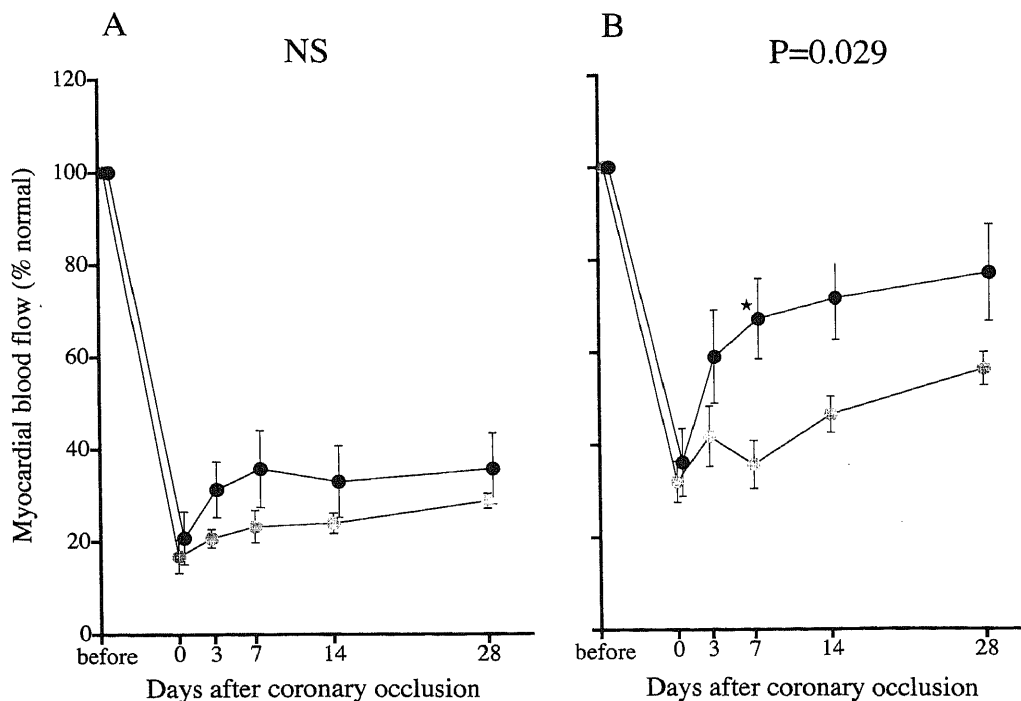 A
NS
B
P=0.029
Myocardial blood flow (% normal)
120
100
80
60
40
20
0
before 0 3 7 14 28
Days after coronary occlusion
★
before 0 3 7 14 28
Days after coronary occlusion